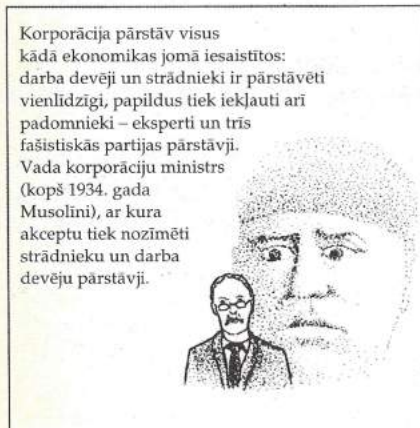 Korporācija pārstāv visus
kādā ekonomikas jomā iesaistītos:
darba devēji un strādnieki ir pārstāvēti
vienlīdzīgi, papildus tiek iekļauti arī
padomnieki – eksperti un trīs
fašistiskās partijas pārstāvji.
Vada korporāciju ministrs
(kopš 1934. gada
Musolīni), ar kura
akceptu tiek nozīmēti
strādnieku un darba
devēju pārstāvji.